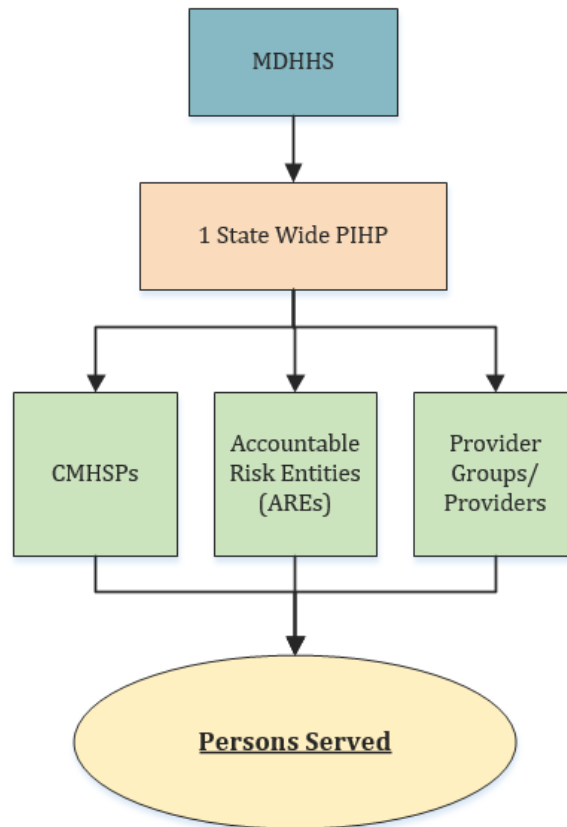 MDHHS
1 State Wide PIHP
CMHSPs
Accountable
Risk Entities
(AREs)
Provider
Groups/
Providers
Persons Served